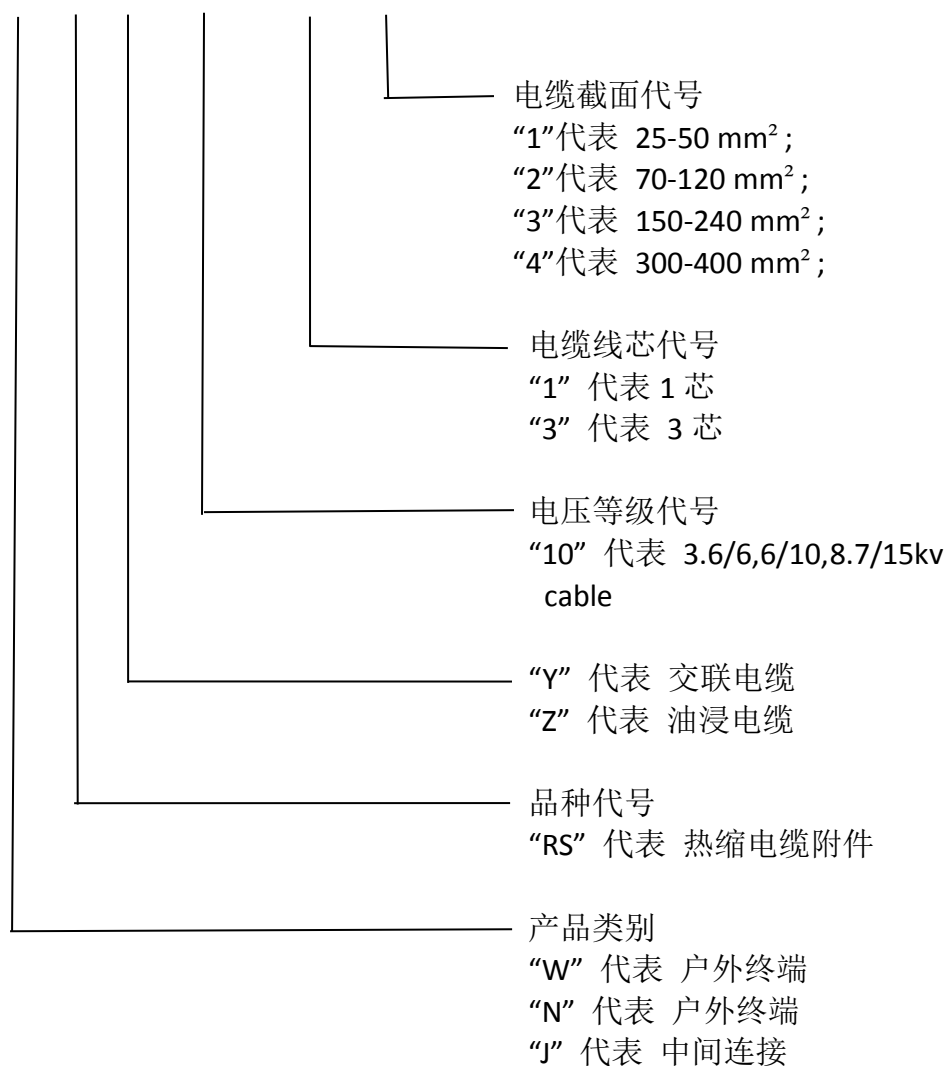 电缆截面代号
“1”代表 25-50 mm²;
“2”代表 70-120 mm²;
“3”代表 150-240 mm²;
“4”代表 300-400 mm²;
电缆线芯代号
“1” 代表 1 芯
“3” 代表 3 芯
电压等级代号
“10” 代表 3.6/6,6/10,8.7/15kv
cable
“Y” 代表 交联电缆
“Z” 代表 油浸电缆
品种代号
“RS” 代表 热缩电缆附件
产品类别
“W” 代表 户外终端
“N” 代表 户外终端
“J” 代表 中间连接